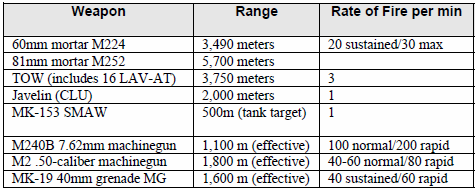 Weapon Range Rate of Fire per min
60mm mortar M224 3,490 meters 20 sustained/30 max
81mm mortar M252 5,700 meters
TOW (includes 16 LAV-AT) 3,750 meters 3
Javelin (CLU) 2,000 meters 1
MK-153 SMAW 500m (tank target) 1
M240B 7.62mm machinegun 1,100 m (effective) 100 normal/200 rapid
M2 .50-caliber machinegun 1,800 m (effective) 40-60 normal/80 rapid
MK-19 40mm grenade MG 1,600 m (effective) 40 sustained/60 rapid